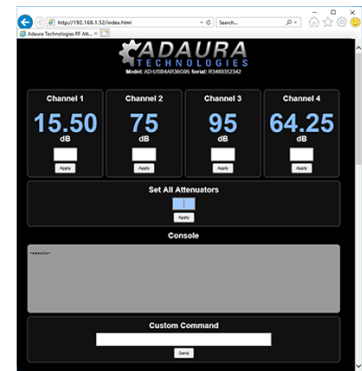 http://192.168.1.52/index.html
Search...
Adaura Technologies RF Att...
ADAURA
TECHNOLOGIES
Channel 1
Channel 2
Channel 3
Channel 4
15.50
75
95
64.25
dB
dB
dB
dB
Apply
Apply
Apply
Apply
Set All Attenuators
Apply
Console
Custom Command
Send